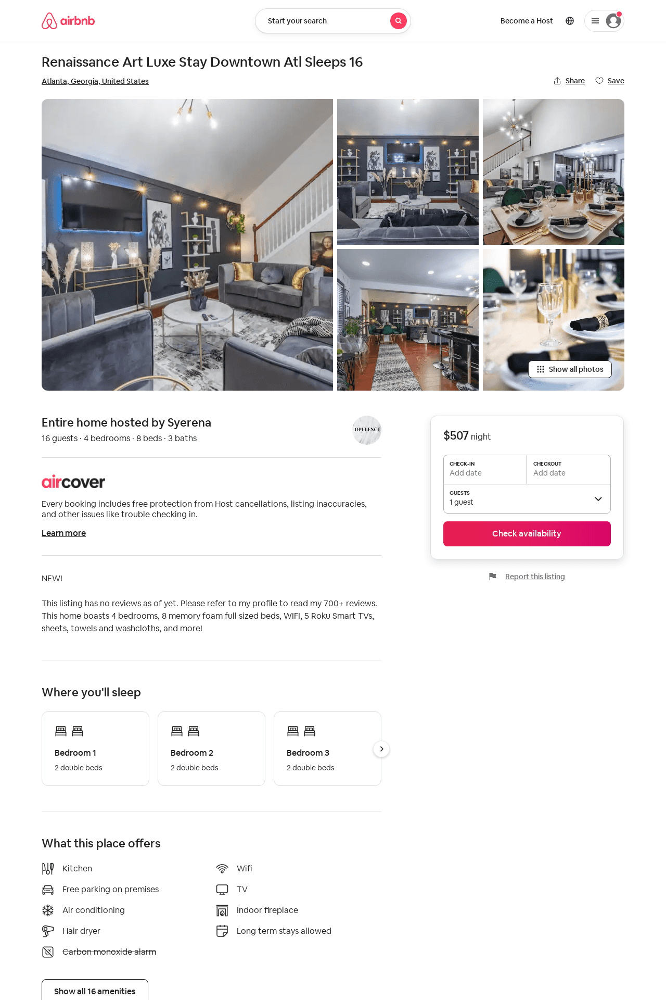 airbnb
Start your search
Become a Host
Renaissance Art Luxe Stay Downtown Atl Sleeps 16
Atlanta, Georgia, United States
Share
Save
Show all photos
Entire home hosted by Syerena
16 guests · 4 bedrooms · 8 beds · 3 baths
OPULENCE
aircover
Every booking includes free protection from Host cancellations, listing inaccuracies,
and other issues like trouble checking in.
Learn more
NEW!
This listing has no reviews as of yet. Please refer to my profile to read my 700+ reviews.
This home boasts 4 bedrooms, 8 memory foam full sized beds, WIFI, 5 Roku Smart TVs,
sheets, towels and washcloths, and more!
Where you'll sleep
Bedroom 1
2 double beds
Bedroom 2
2 double beds
Bedroom 3
2 double beds
What this place offers
Kitchen
Wifi
Free parking on premises
TV
Air conditioning
Indoor fireplace
Hair dryer
Long term stays allowed
Carbon monoxide alarm
Show all 16 amenities
$507 night
CHECK-IN
Add date
CHECKOUT
Add date
GUESTS
1 guest
Check availability
Report this listing